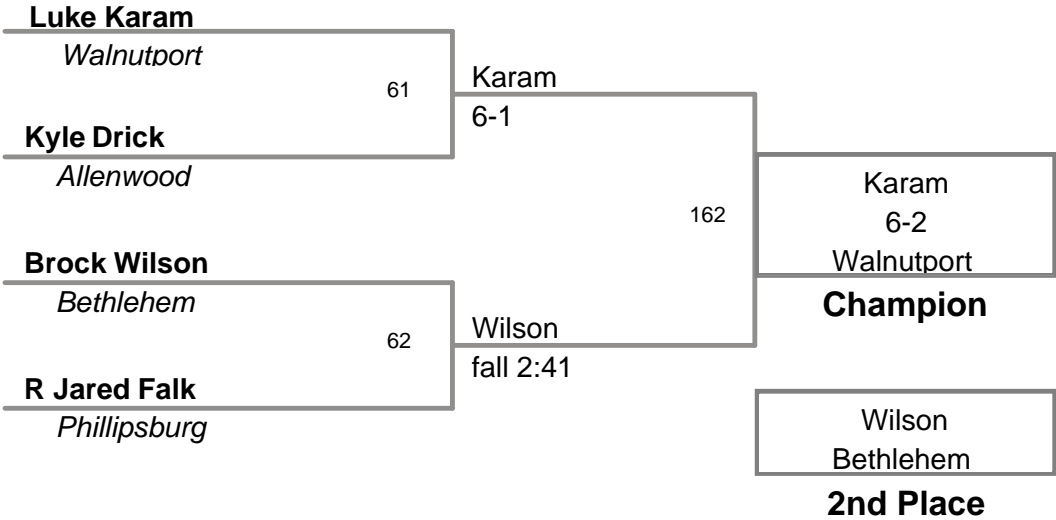 Luke Karam
Walnutport
61
Karam
6-1
Kyle Drick
Allenwood
162
Karam
6-2
Walnutport
Champion
Brock Wilson
Bethlehem
62
Wilson
fall 2:41
R Jared Falk
Phillipsburg
Wilson
Bethlehem
2nd Place